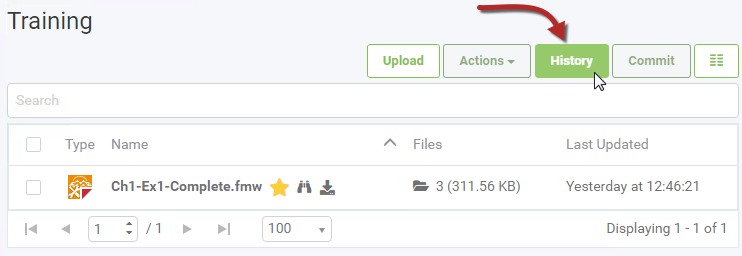 Training
Upload Actions History Commit
Search
Type Name Files Last Updated
Ch1-Ex1-Complete.fmw 3 (311.56 KB) Yesterday at 12:46:21
1 / 1 100 Displaying 1 - 1 of 1